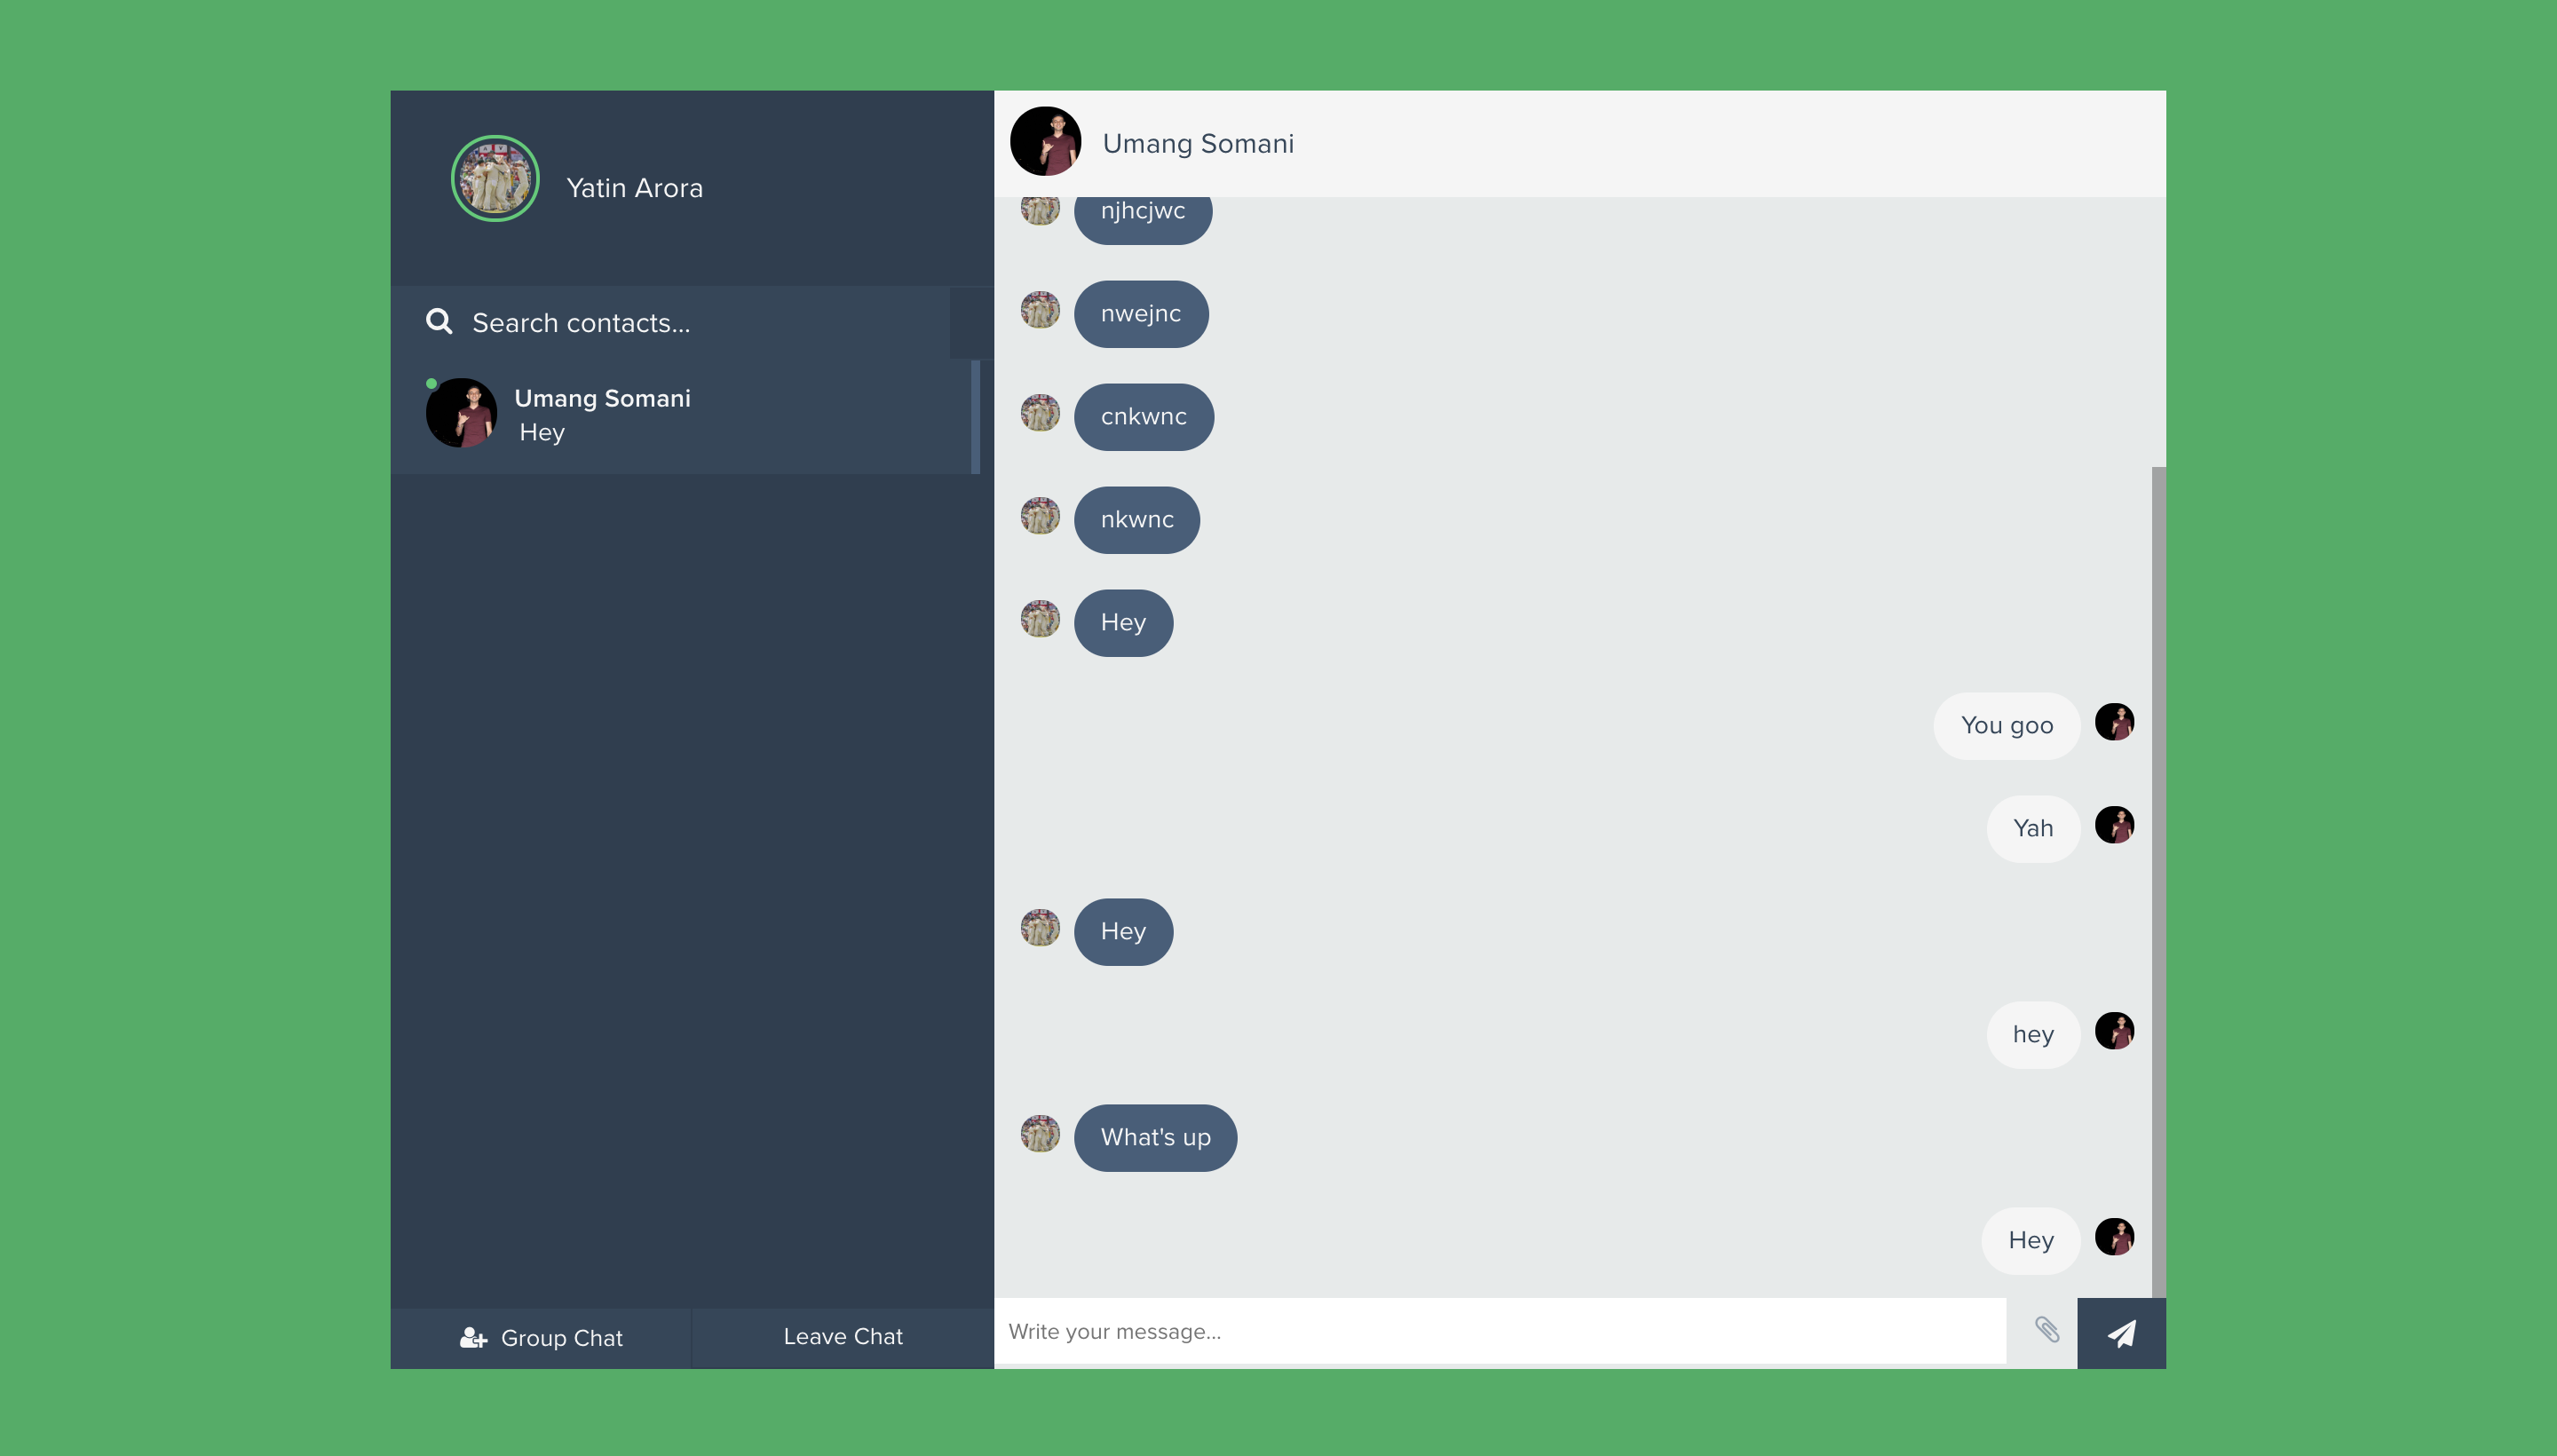 Yatin Arora
Search contacts...
Umang Somani
Hey
Group Chat
Leave Chat
Umang Somani
njhcjwc
nwejnc
cnkwnc
nkwnc
Hey
You goo
Yah
Hey
hey
What's up
Hey
Write your message...